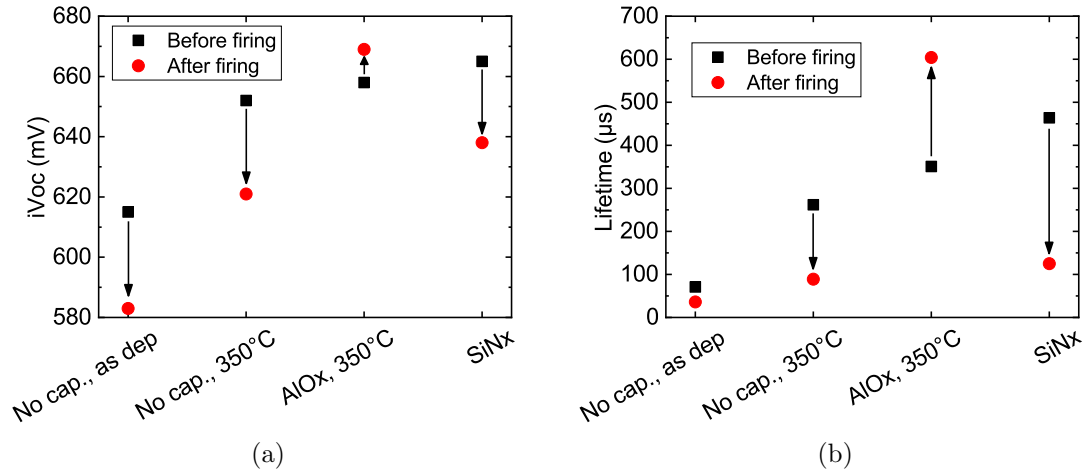 680
660
640
620
600
580
iVoc (mV)
Before firing
After firing
No cap., as dep
No cap., 350°C
AlOx, 350°C
SiNx
(a)
700
600
500
400
300
200
100
0
Lifetime (µs)
Before firing
After firing
No cap., as dep
No cap., 350°C
AlOx, 350°C
SiNx
(b)